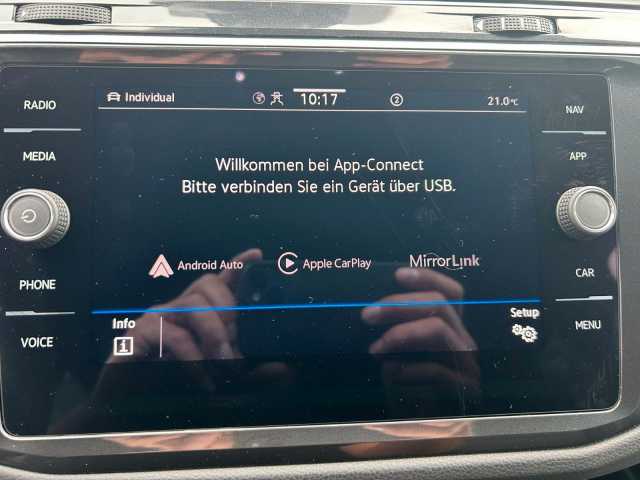 RADIO
MEDIA
PHONE
VOICE
Individual
10:17
2
21.0°C
Willkommen bei App-Connect
Bitte verbinden Sie ein Gerät über USB.
Android Auto
Apple CarPlay
MirrorLink
Info
Setup
NAV
APP
CAR
MENU